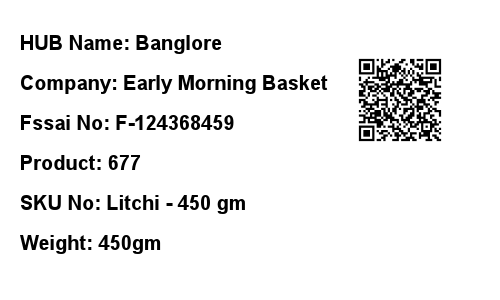 HUB Name: Banglore
Company: Early Morning Basket
Fssai No: F-124368459
Product: 677
SKU No: Litchi - 450 gm
Weight: 450gm